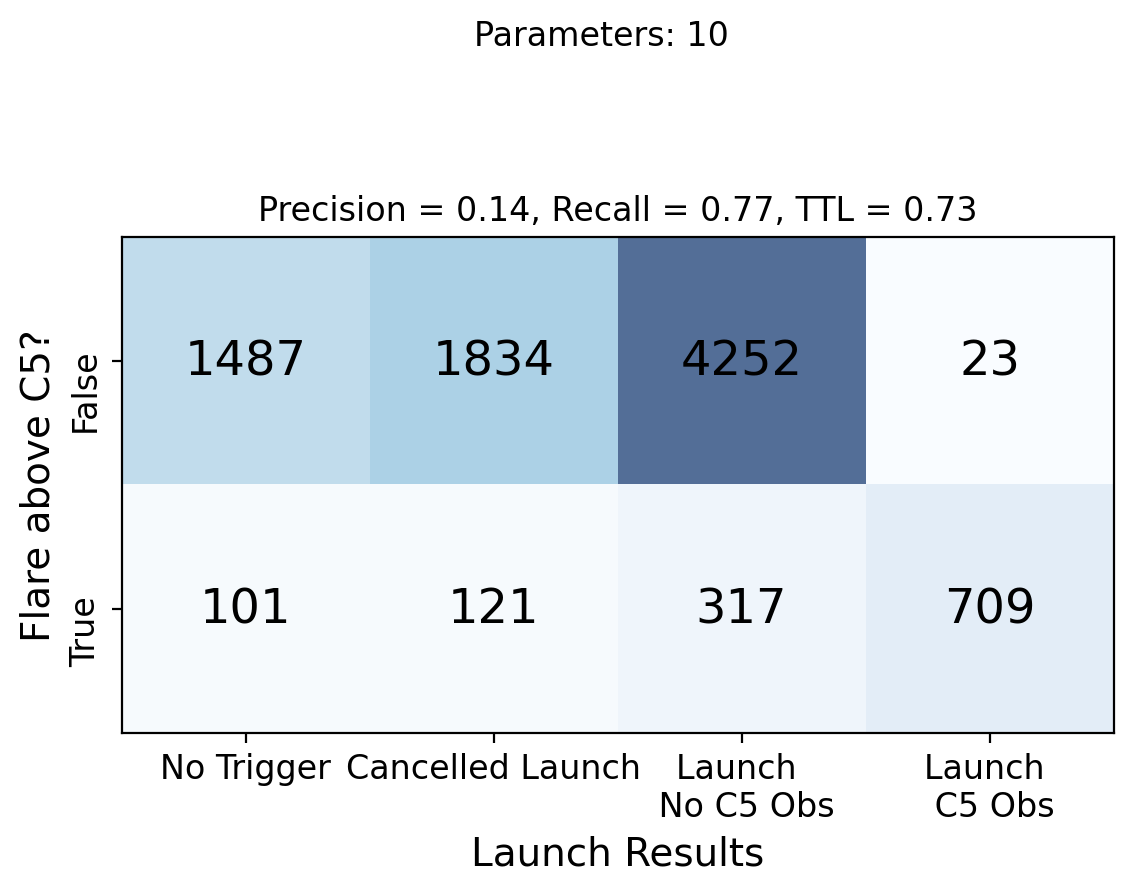 Parameters: 10
Precision = 0.14, Recall = 0.77, TTL = 0.73
Flare above C5?
False
1487 1834 4252 23
True
101 121 317 709
No Trigger Cancelled Launch Launch Launch
No C5 Obs C5 Obs
Launch Results